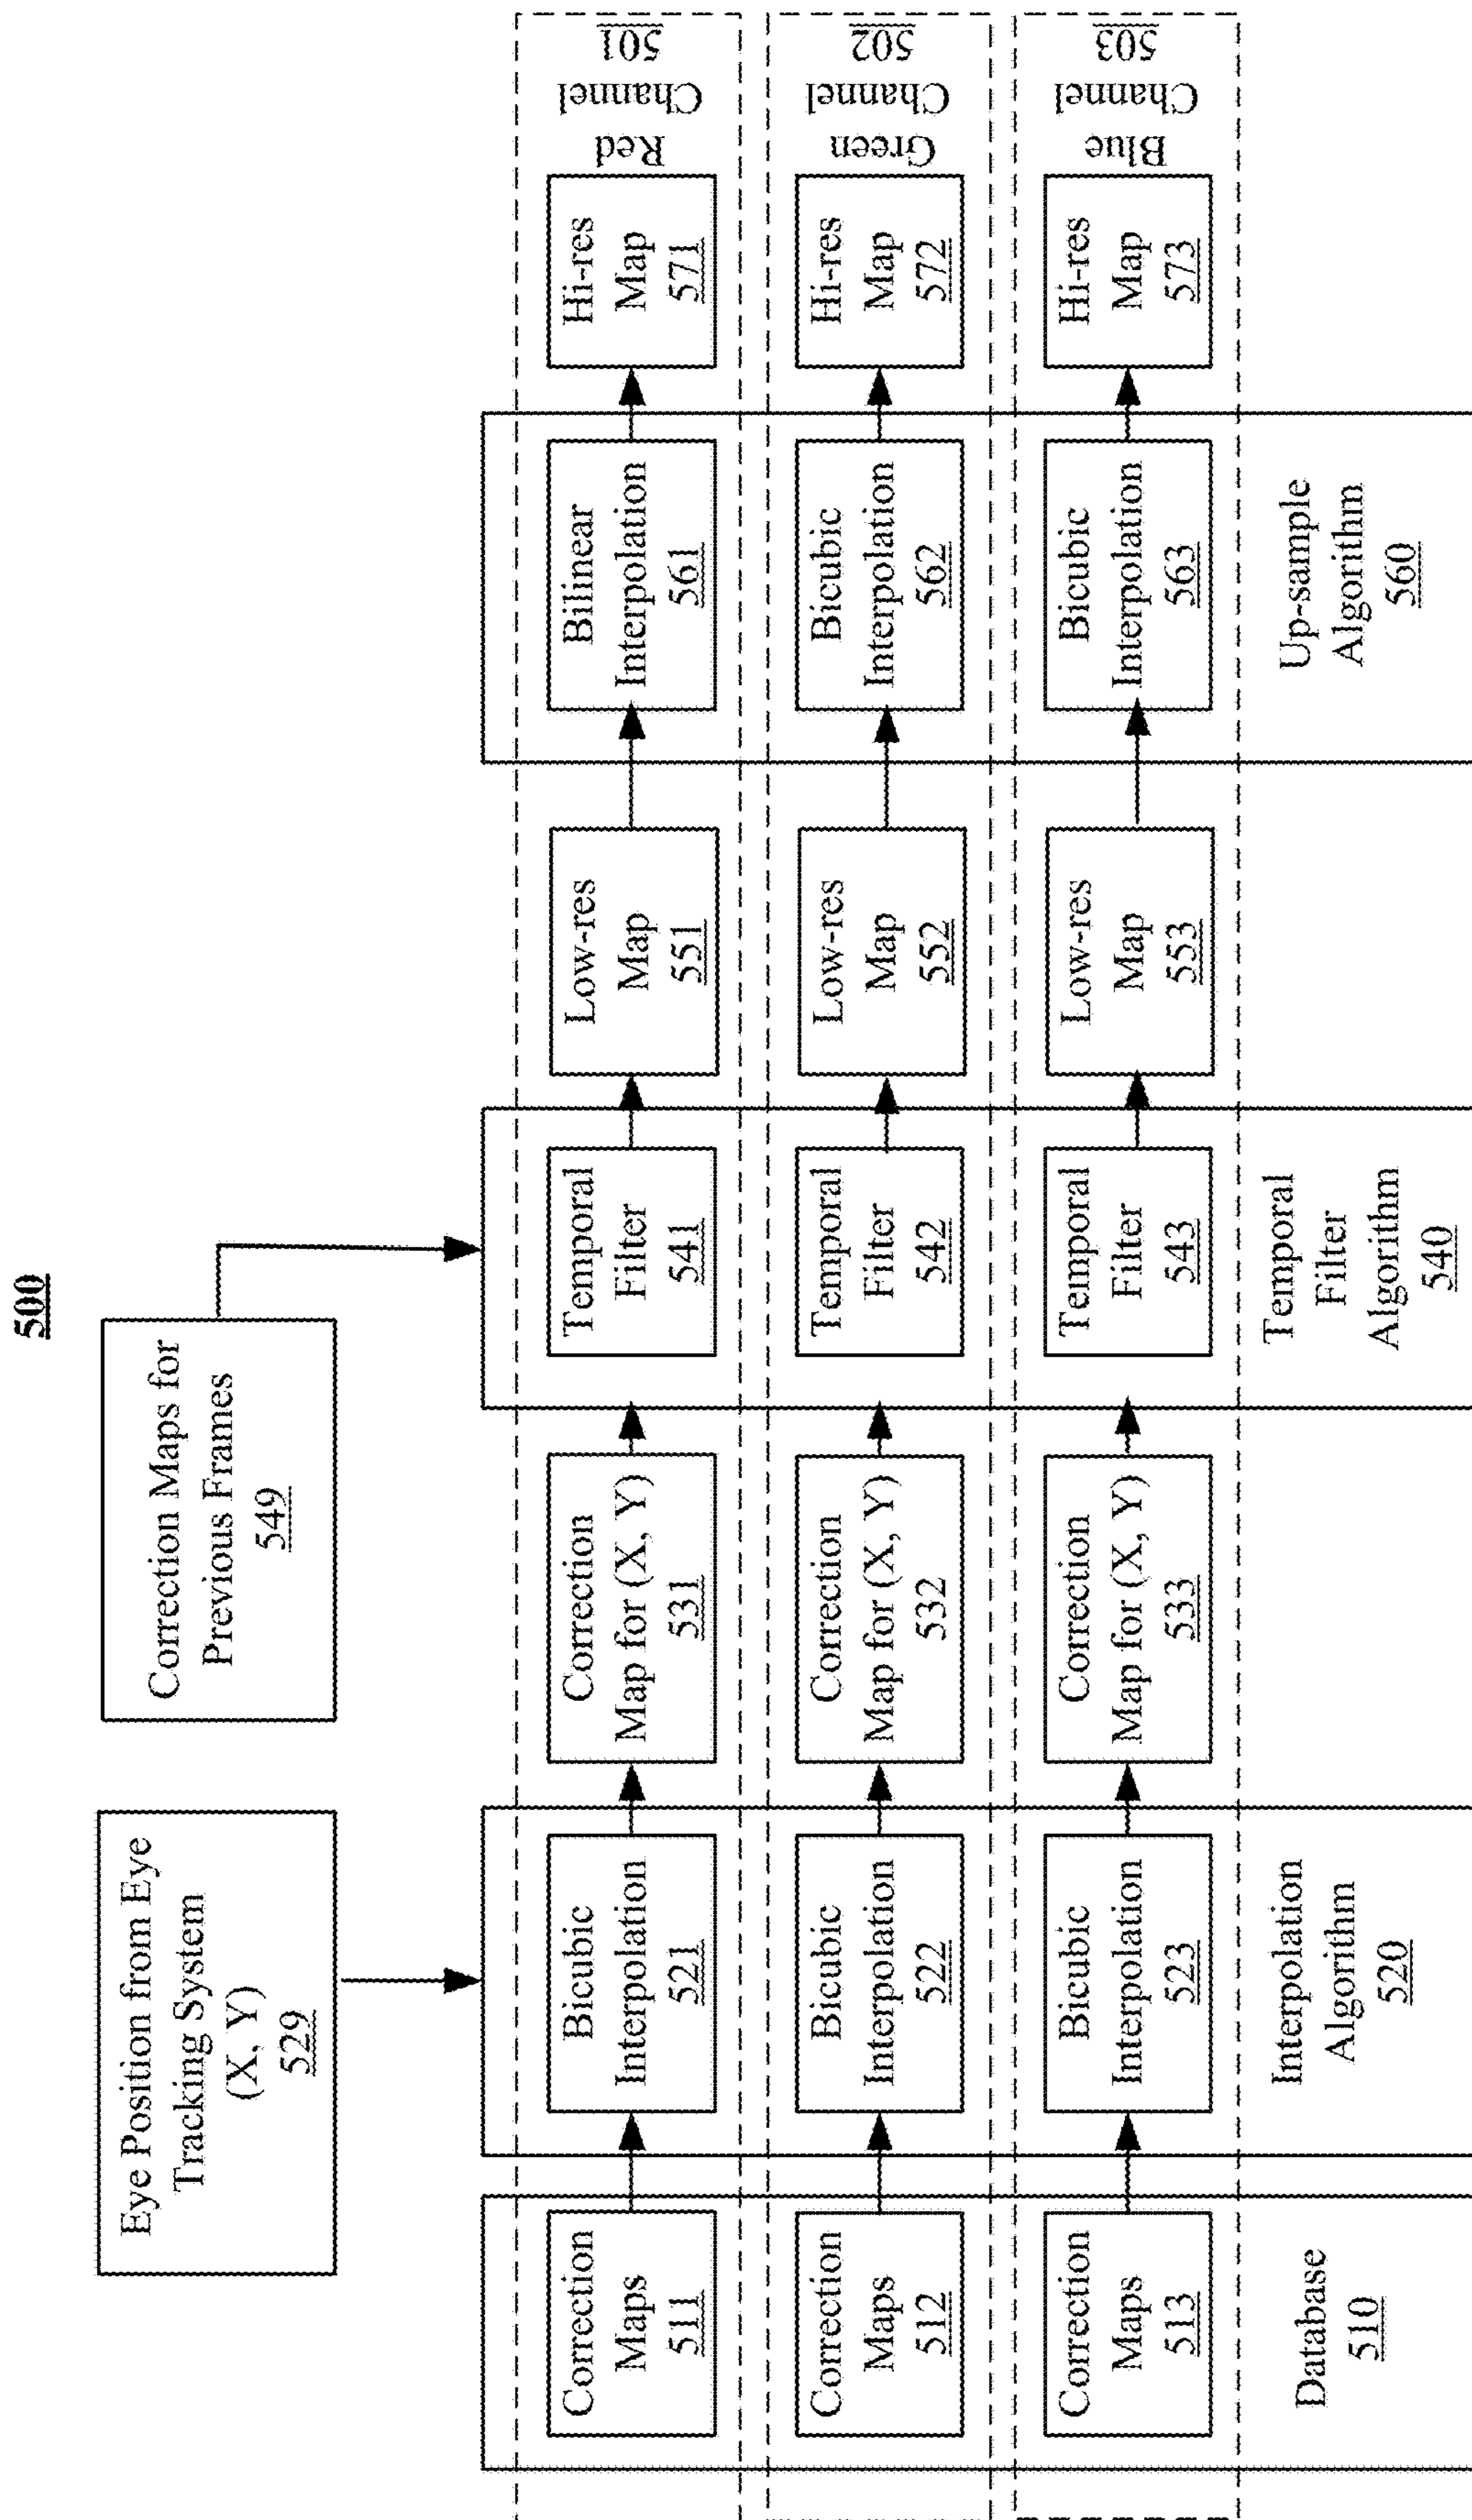 500
Eye Position from Eye
Tracking System
(X, Y)
529
Correction Maps for
Previous Frames
549
Correction
Maps
511
Bicubic
Interpolation
521
Correction
Map for (X, Y)
531
Temporal
Filter
541
Low-res
Map
551
Bilinear
Interpolation
561
Hi-res
Map
571
Red
Channel
501
Correction
Maps
512
Bicubic
Interpolation
522
Correction
Map for (X, Y)
532
Temporal
Filter
542
Low-res
Map
552
Bicubic
Interpolation
562
Hi-res
Map
572
Green
Channel
502
Correction
Maps
513
Bicubic
Interpolation
523
Correction
Map for (X, Y)
533
Temporal
Filter
543
Low-res
Map
553
Bicubic
Interpolation
563
Hi-res
Map
573
Blue
Channel
503
Database
510
Interpolation
Algorithm
520
Temporal
Filter
Algorithm
540
Up-sample
Algorithm
560